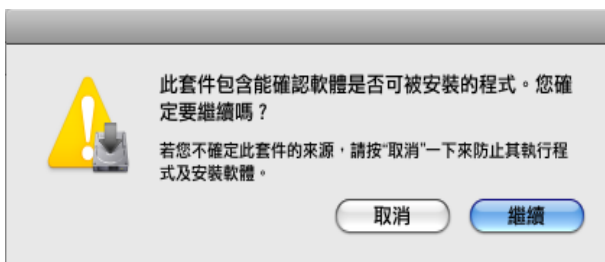 此套件包含能確認軟體是否可被安裝的程式。您確
定要繼續嗎？
若您不確定此套件的來源，請按“取消”一下來防止其執行程
式及安裝軟體。
取消
繼續